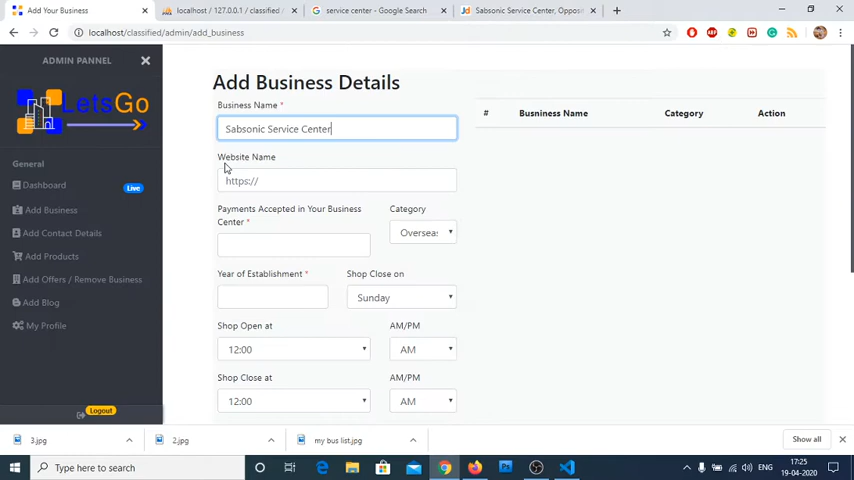 Add Your Business
localhost / 127.0.0.1 / classified /
service center - Google Search
Sabsonic Service Center, Oppos
localhost/classified/admin/add_business
ADMIN PANNEL
LetsGo
General
Dashboard
Live
Add Business
Add Contact Details
Add Products
Add Offers / Remove Business
Add Blog
My Profile
Logout
Add Business Details
Business Name *
Sabsonic Service Center
Website Name
https://
Payments Accepted in Your Business
Center *
Category
Overseas
Year of Establishment *
Shop Close on
Sunday
Shop Open at
AM/PM
12:00
AM
Shop Close at
AM/PM
12:00
AM
# Busniness Name Category Action
3.jpg
2.jpg
my bus list.jpg
Show all
Type here to search
ENG
17:25
19-04-2020